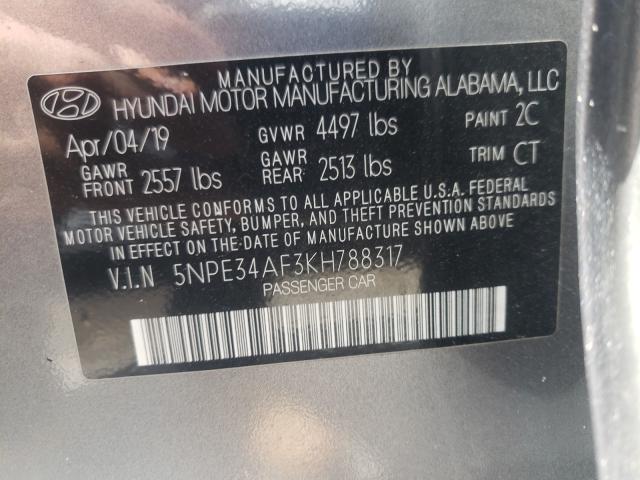 MANUFACTURED BY
HYUNDAI MOTOR MANUFACTURING ALABAMA, LLC
Apr/04/19 GVWR 4497 lbs PAINT 2C
GAWR FRONT 2557 lbs GAWR REAR 2513 lbs TRIM CT
THIS VEHICLE CONFORMS TO ALL APPLICABLE U.S.A. FEDERAL
MOTOR VEHICLE SAFETY, BUMPER, AND THEFT PREVENTION STANDARDS
IN EFFECT ON THE DATE OF MANUFACTURE SHOWN ABOVE.
V.I.N 5NPE34AF3KH788317
PASSENGER CAR